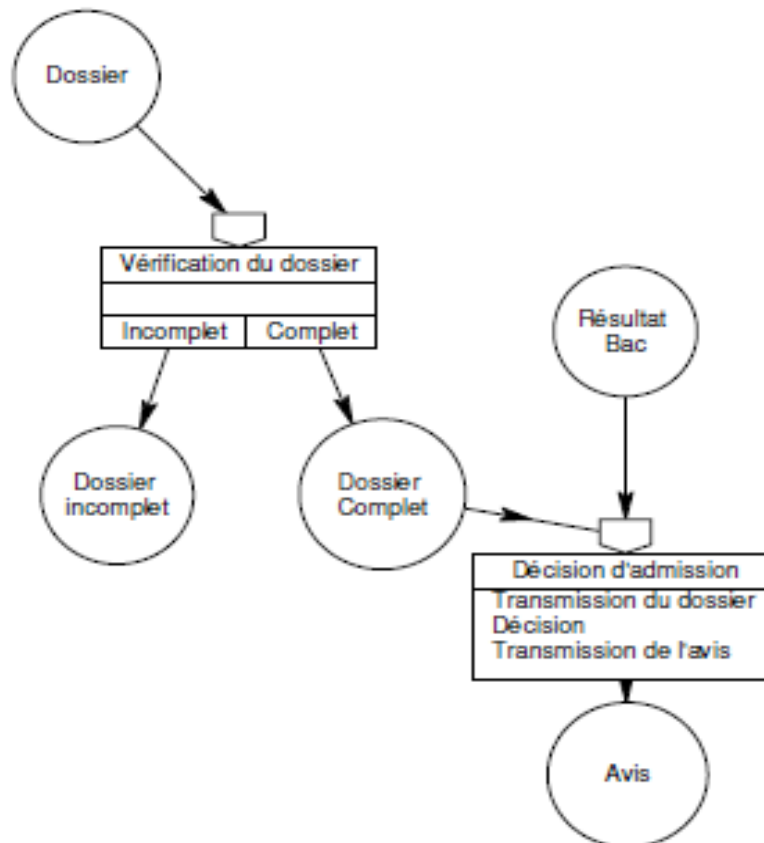 Dossier
Vérification du dossier
Incomplet
Complet
Résultat
Bac
Dossier
incomplet
Dossier
Complet
Décision d'admission
Transmission du dossier
Décision
Transmission de l'avis
Avis